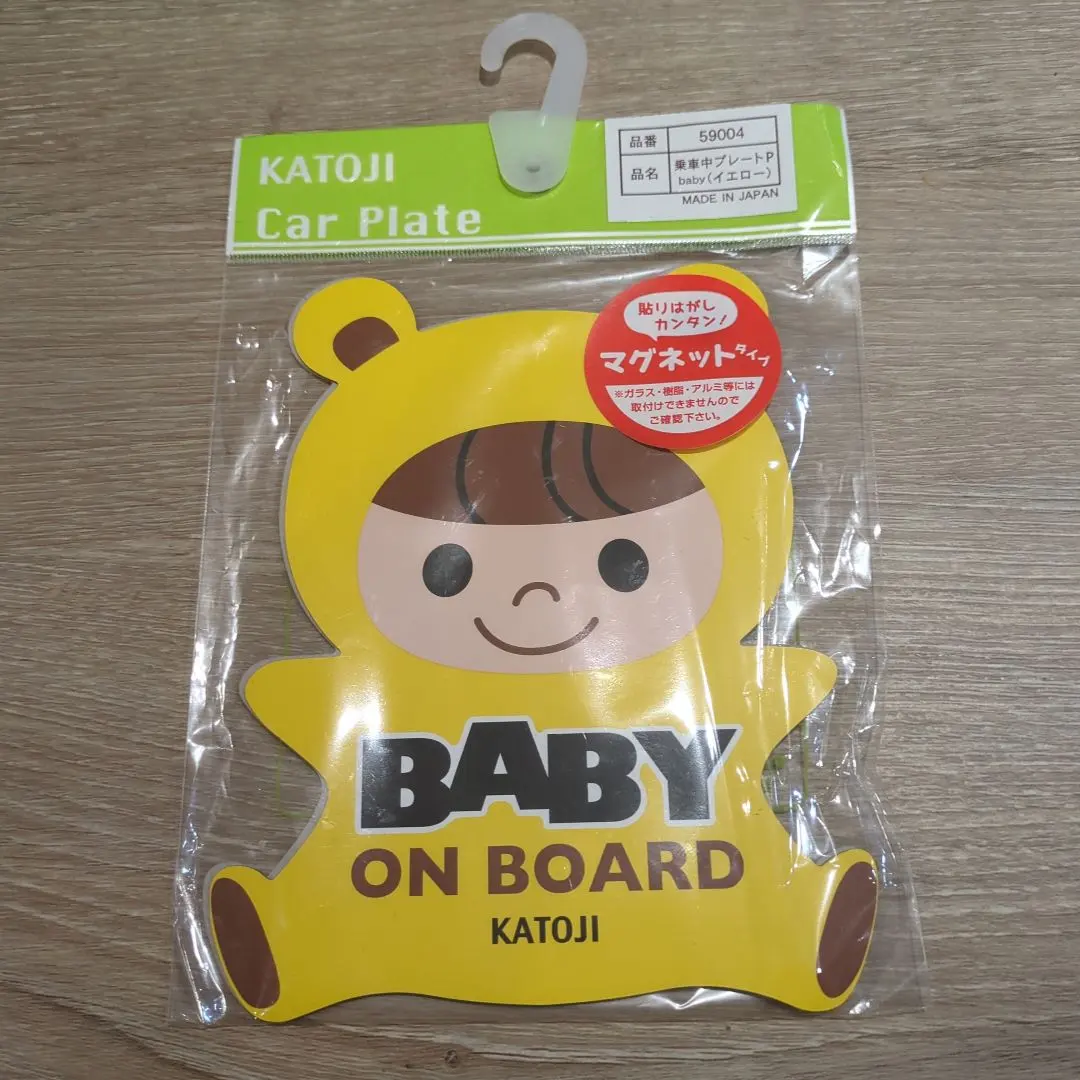 KATOJI
Car Plate
品番 59004
品名 乗車中プレートP
baby(イエロー)
MADE IN JAPAN
貼りはがし
カンタン!
マグネットタイプ
※ガラス・樹脂・アルミ等には
取付けできませんので
ご確認下さい。
BABY
ON BOARD
KATOJI